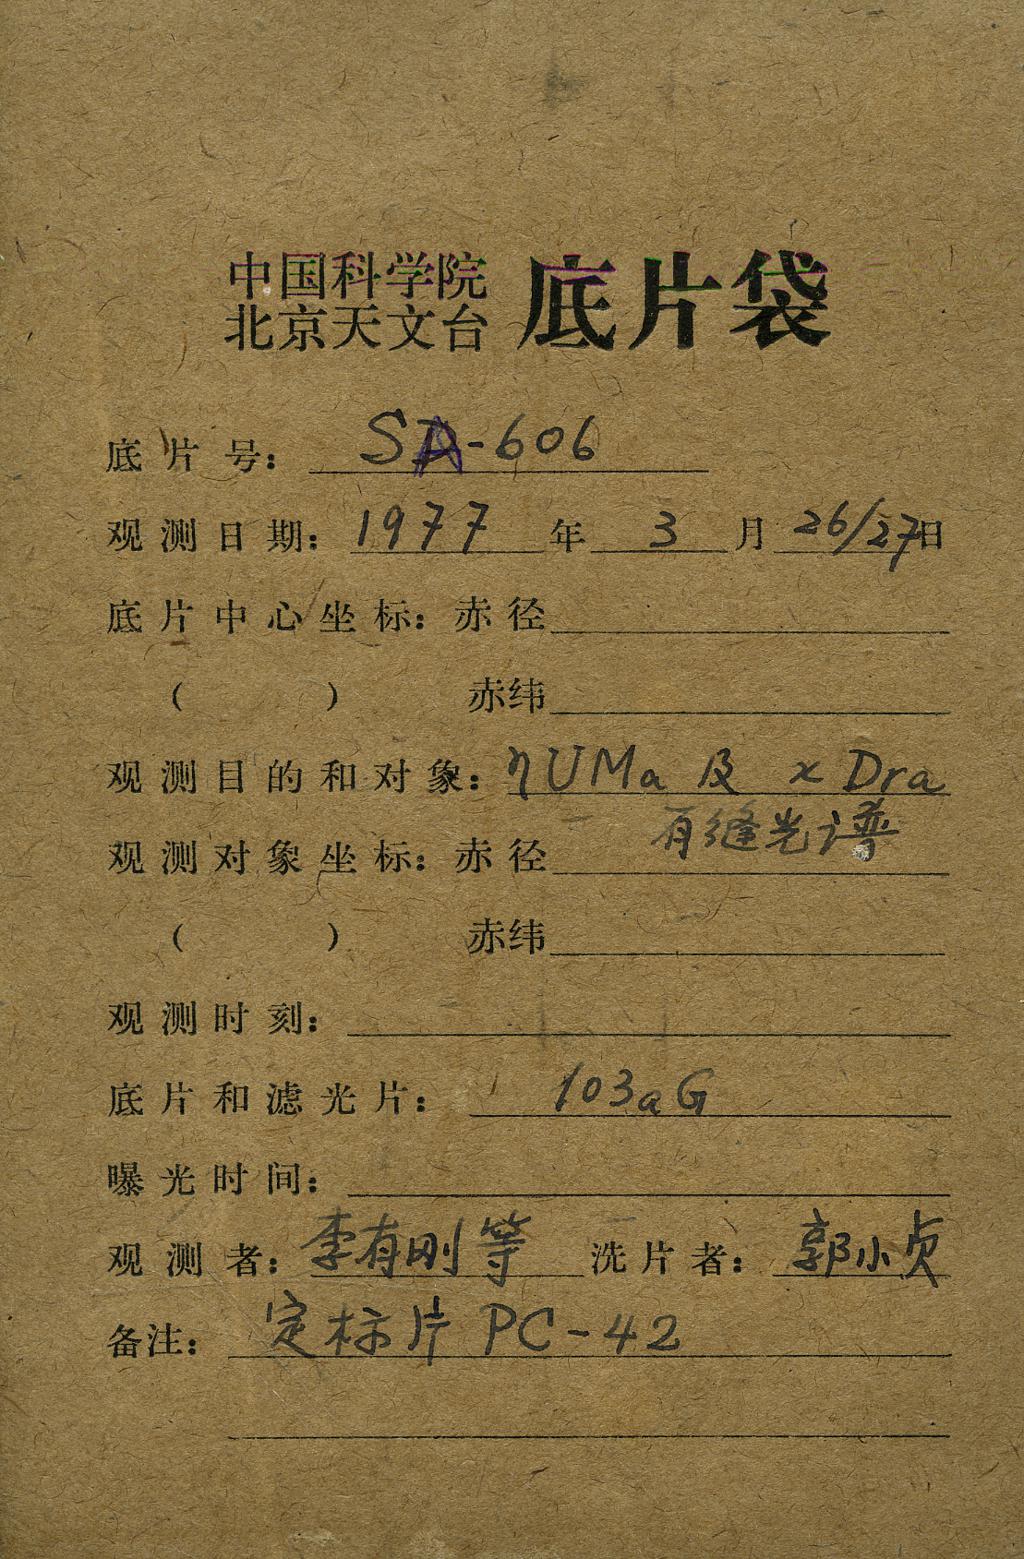 中国科学院
北京天文台 底片袋
底片号: SA-606
观测日期: 1977 年 3 月 26/27日
底片中心坐标: 赤径
( ) 赤纬
观测目的和对象: ηUMa 及 χ Dra
有缝光谱
观测对象坐标: 赤径
( ) 赤纬
观测时刻:
底片和滤光片: 103aG
曝光时间:
观测者: 李有刚等 洗片者: 郭小贞
备注: 定标片 PC-42